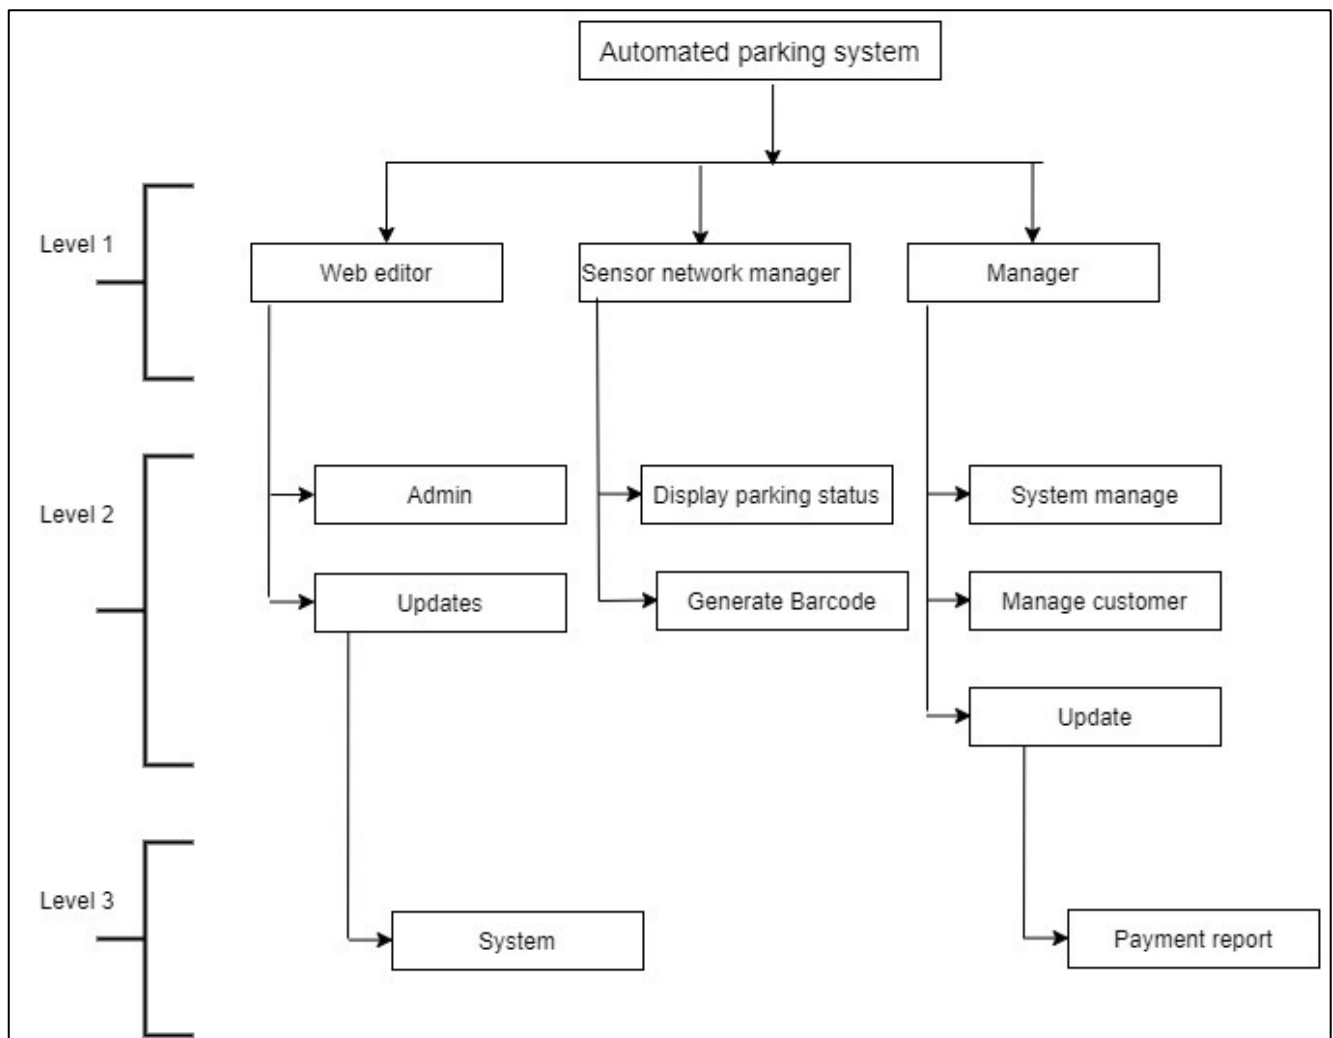 Automated parking system
Level 1
Web editor
Sensor network manager
Manager
Level 2
Admin
Display parking status
System manage
Updates
Generate Barcode
Manage customer
Update
Level 3
System
Payment report